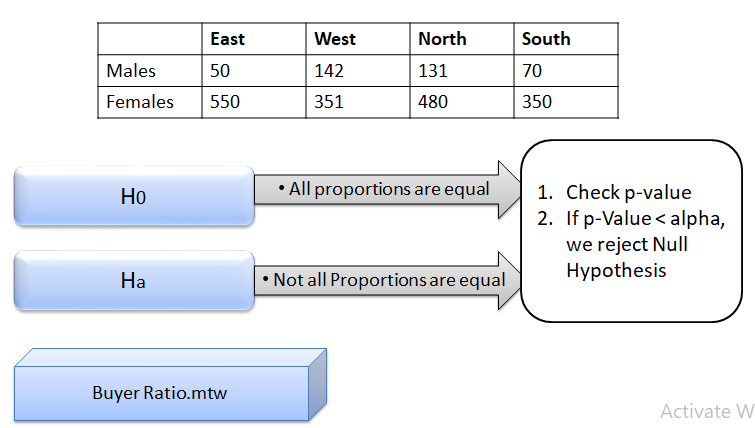 East West North South
Males 50 142 131 70
Females 550 351 480 350
H0
• All proportions are equal
Ha
• Not all Proportions are equal
1. Check p-value
2. If p-Value < alpha,
we reject Null
Hypothesis
Buyer Ratio.mtw
Activate W